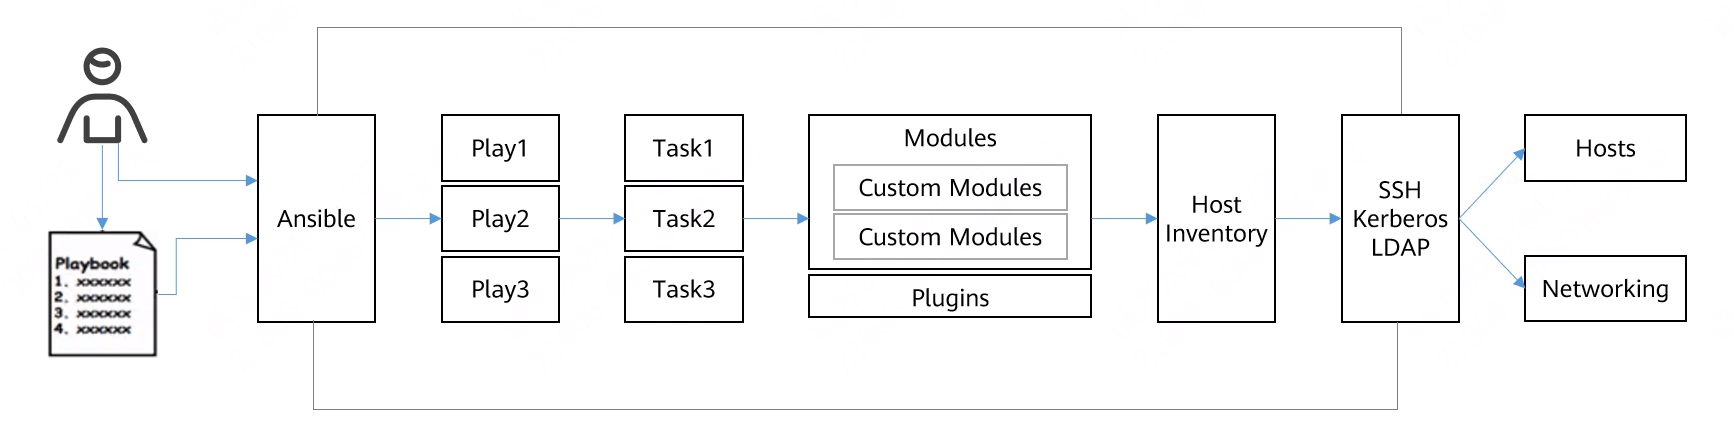 Playbook
1. xxxxxx
2. xxxxxx
3. xxxxxx
4. xxxxxx
Ansible
Play1
Play2
Play3
Task1
Task2
Task3
Modules
Custom Modules
Custom Modules
Plugins
Host
Inventory
SSH
Kerberos
LDAP
Hosts
Networking